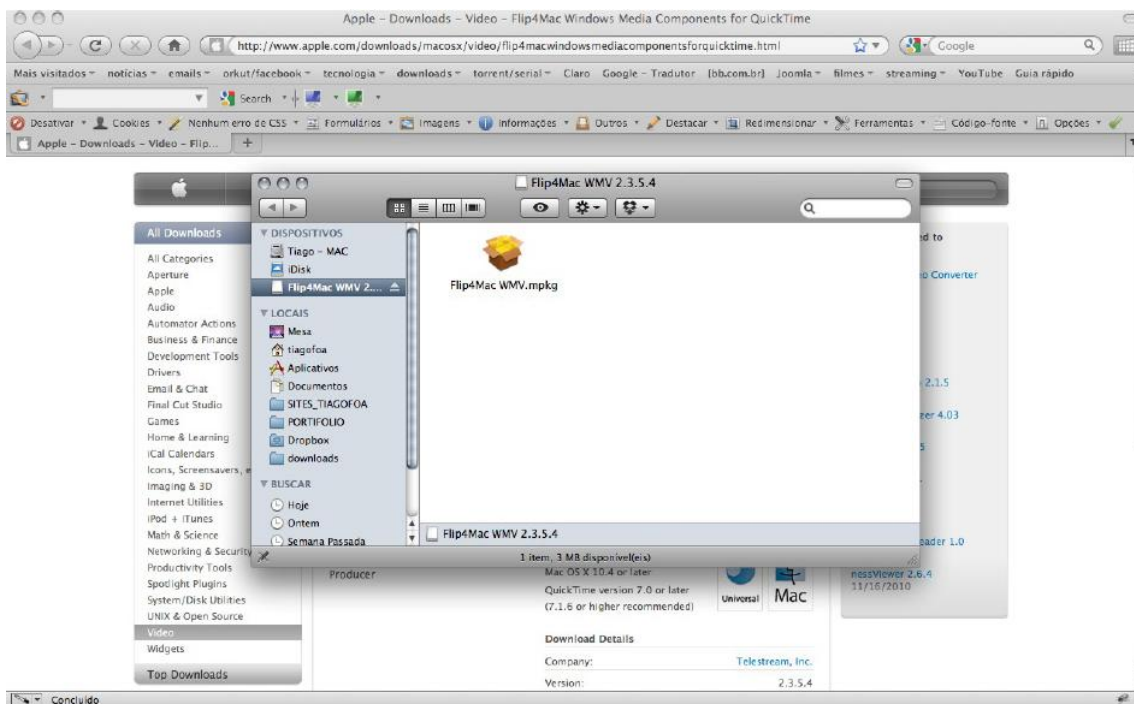 Apple – Downloads – Video – Flip4Mac Windows Media Components for QuickTime
http://www.apple.com/downloads/macosx/video/flip4macwindowsmediacomponentsforquicktime.html
Google
Mais visitados notícias emails orkut/facebook tecnologia downloads torrent/serial Claro Google - Tradutor [bb.com.br] Joomla filmes streaming YouTube Guia rápido
Search
Desativar Cookies Nenhum erro de CSS Formulários Imagens Informações Outros Destacar Redimensionar Ferramentas Código-fonte Opções
Apple – Downloads – Video – Flip...
Flip4Mac WMV 2.3.5.4
All Downloads
All Categories
Aperture
Apple
Audio
Automator Actions
Business & Finance
Development Tools
Drivers
Email & Chat
Final Cut Studio
Games
Home & Learning
iCal Calendars
Icons, Screensavers, e
Imaging & 3D
Internet Utilities
iPod + iTunes
Math & Science
Networking & Security
Productivity Tools
Spotlight Plugins
System/Disk Utilities
UNIX & Open Source
Video
Widgets
Top Downloads
DISPOSITIVOS
Tiago – MAC
iDisk
Flip4Mac WMV 2....
LOCAIS
Mesa
tiagofoa
Aplicativos
Documentos
SITES_TIAGOFOA
PORTIFOLIO
Dropbox
downloads
BUSCAR
Hoje
Ontem
Semana Passada
Flip4Mac WMV.mpkg
Flip4Mac WMV 2.3.5.4
1 item, 3 MB disponível(eis)
to
Converter
2.1.5
4.03
5
1.0
2.6.4
11/16/2010
Producer
Mac OS X 10.4 or later
QuickTime version 7.0 or later
(7.1.6 or higher recommended)
Universal
Mac
Download Details
Company: Telestream, Inc.
Version: 2.3.5.4
Concluído